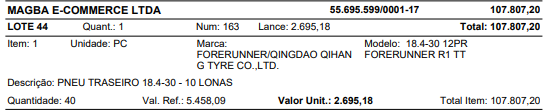 MAGBA E-COMMERCE LTDA 55.695.599/0001-17 107.807,20
LOTE 44 Quant.: 1 Num: 163 Lance: 2.695,18 Total: 107.807,20
Item: 1 Unidade: PC Marca: Modelo: 18.4-30 12PR
FORERUNNER/QINGDAO QIHAN FORERUNNER R1 TT
G TYRE CO.,LTD.
Descrição: PNEU TRASEIRO 18.4-30 - 10 LONAS
Quantidade: 40 Val. Ref.: 5.458,09 Valor Unit.: 2.695,18 Total Item: 107.807,20